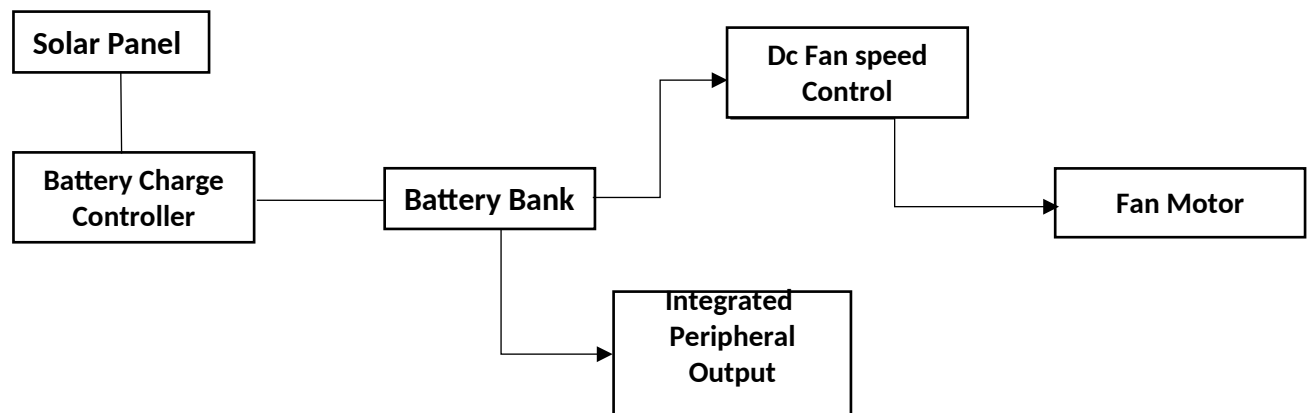 Solar Panel
Dc Fan speed
Control
Battery Charge
Controller
Battery Bank
Fan Motor
Integrated
Peripheral
Output